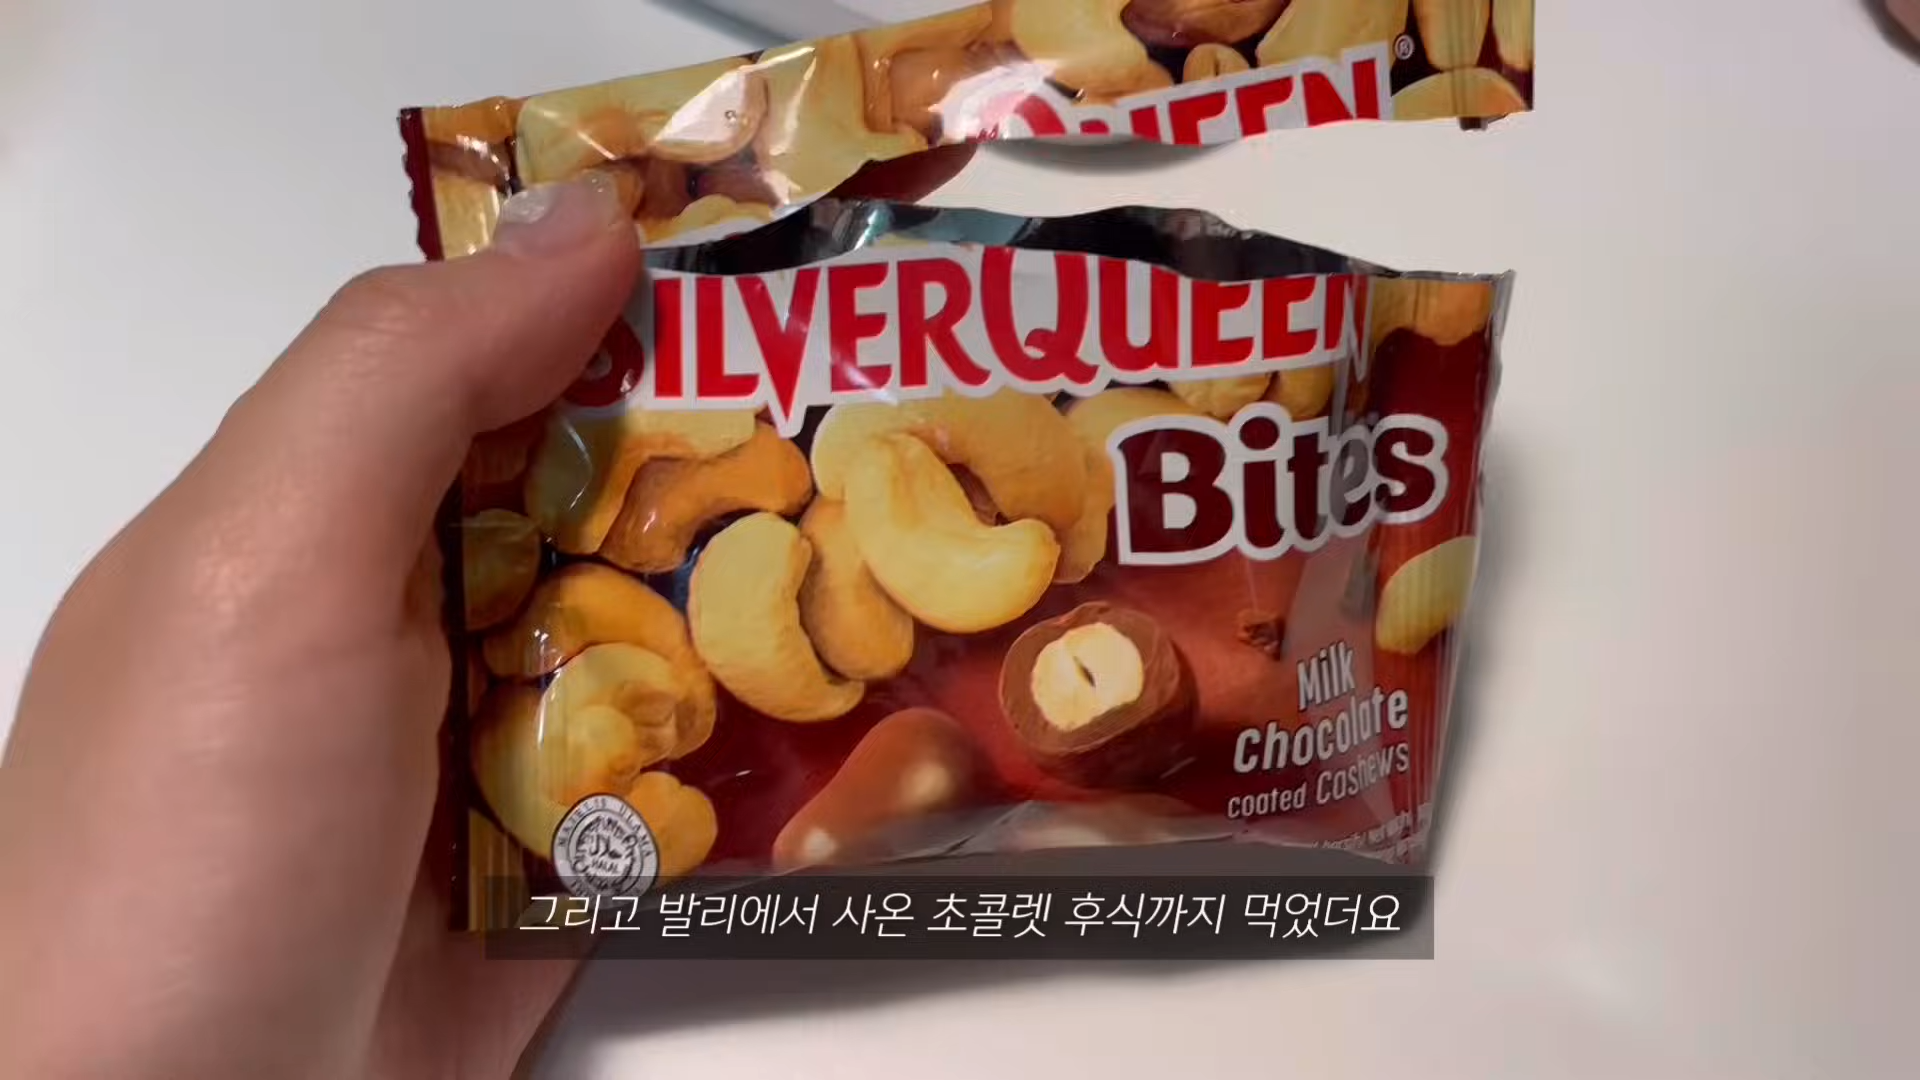 QUEEN®
SILVERQUEEN
Bites
Milk
Chocolate
coated Cashews
HALAL
그리고 발리에서 사온 초콜렛 후식까지 먹었더요